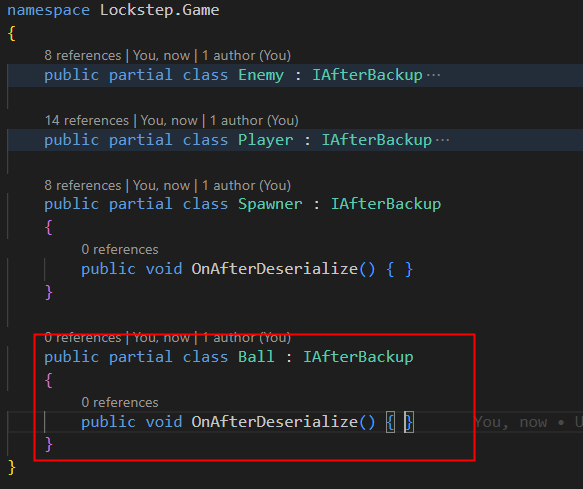 namespace Lockstep.Game
{
8 references | You, now | 1 author (You)
public partial class Enemy : IAfterBackup ···
14 references | You, now | 1 author (You)
public partial class Player : IAfterBackup ···
8 references | You, now | 1 author (You)
public partial class Spawner : IAfterBackup
{
0 references
public void OnAfterDeserialize() { }
}
0 references | You, now | 1 author (You)
public partial class Ball : IAfterBackup
{
0 references
public void OnAfterDeserialize() { } You, now • U
}
}